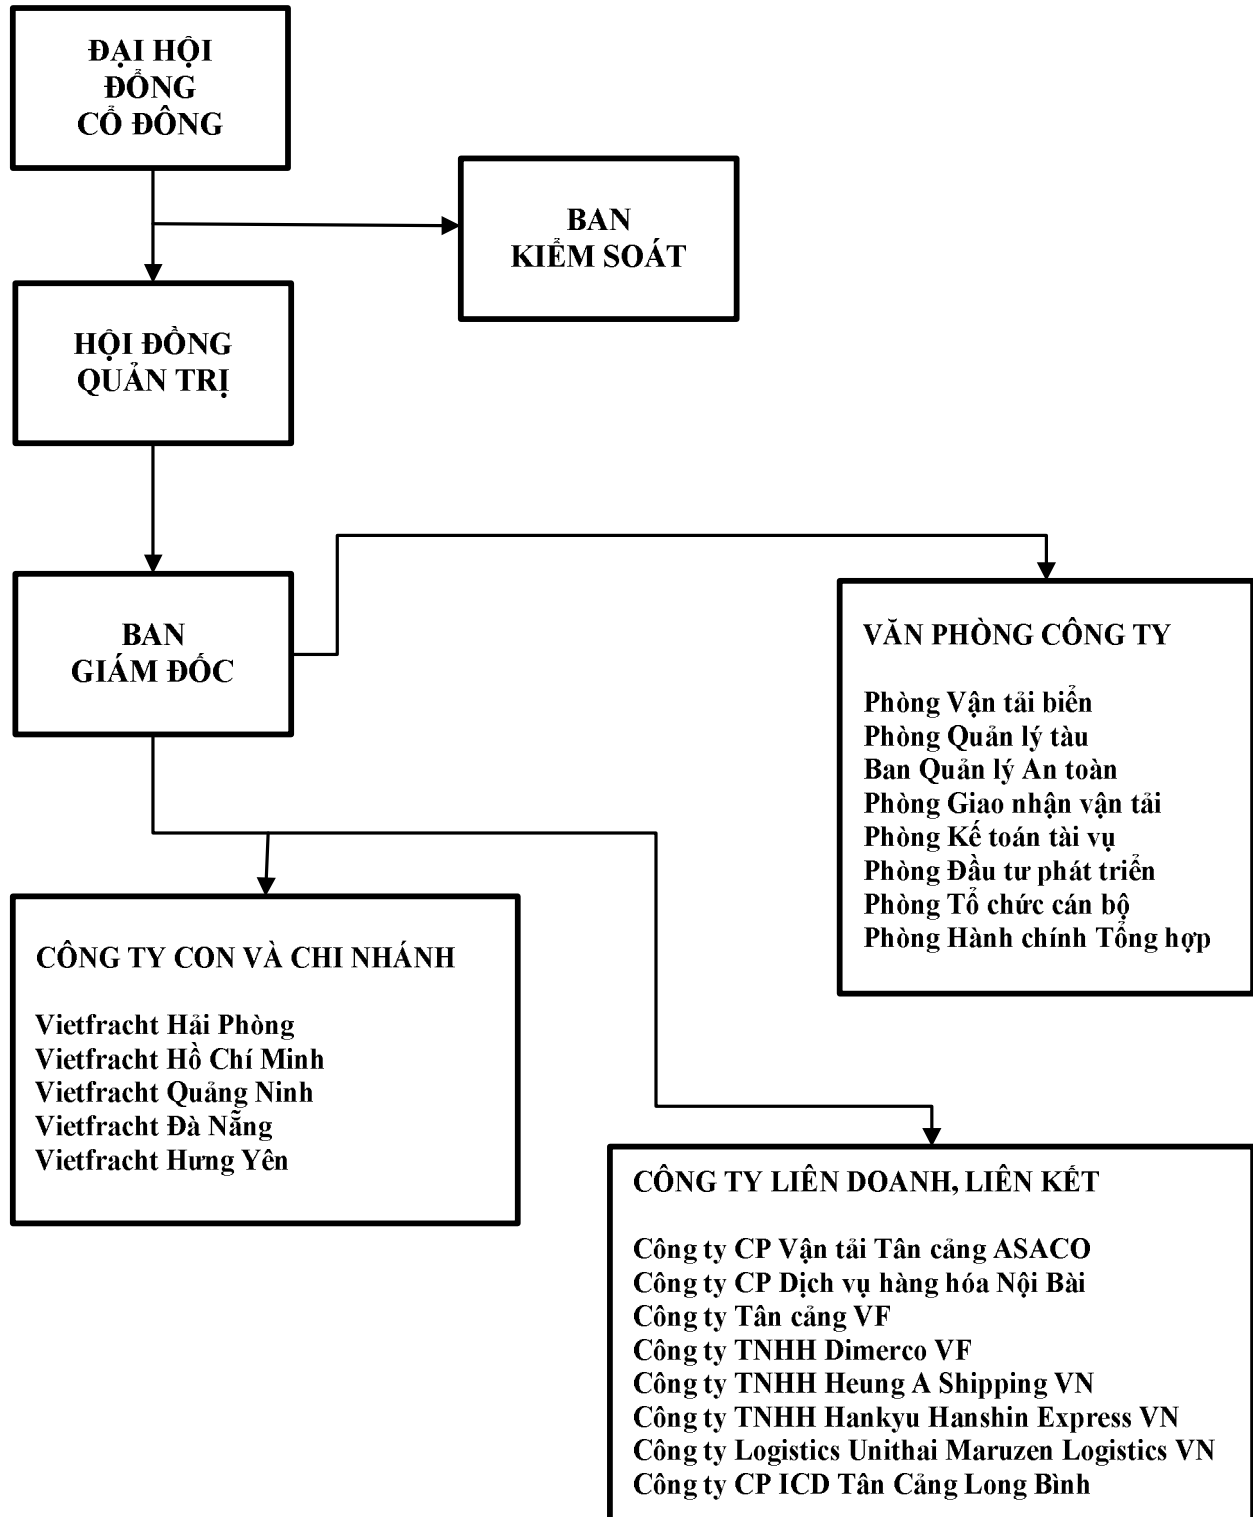 ĐẠI HỘI
ĐỔNG
CỔ ĐÔNG
BAN
KIỂM SOÁT
HỘI ĐỒNG
QUẢN TRỊ
BAN
GIÁM ĐỐC
VĂN PHÒNG CÔNG TY
Phòng Vận tải biển
Phòng Quản lý tàu
Ban Quản lý An toàn
Phòng Giao nhận vận tải
Phòng Kế toán tài vụ
Phòng Đầu tư phát triển
Phòng Tổ chức cán bộ
Phòng Hành chính Tổng hợp
CÔNG TY CON VÀ CHI NHÁNH
Vietfracht Hải Phòng
Vietfracht Hồ Chí Minh
Vietfracht Quảng Ninh
Vietfracht Đà Nẵng
Vietfracht Hưng Yên
CÔNG TY LIÊN DOANH, LIÊN KẾT
Công ty CP Vận tải Tân cảng ASACO
Công ty CP Dịch vụ hàng hóa Nội Bài
Công ty Tân cảng VF
Công ty TNHH Dimerco VF
Công ty TNHH Heung A Shipping VN
Công ty TNHH Hankyu Hanshin Express VN
Công ty Logistics Unithai Maruzen Logistics VN
Công ty CP ICD Tân Cảng Long Bình